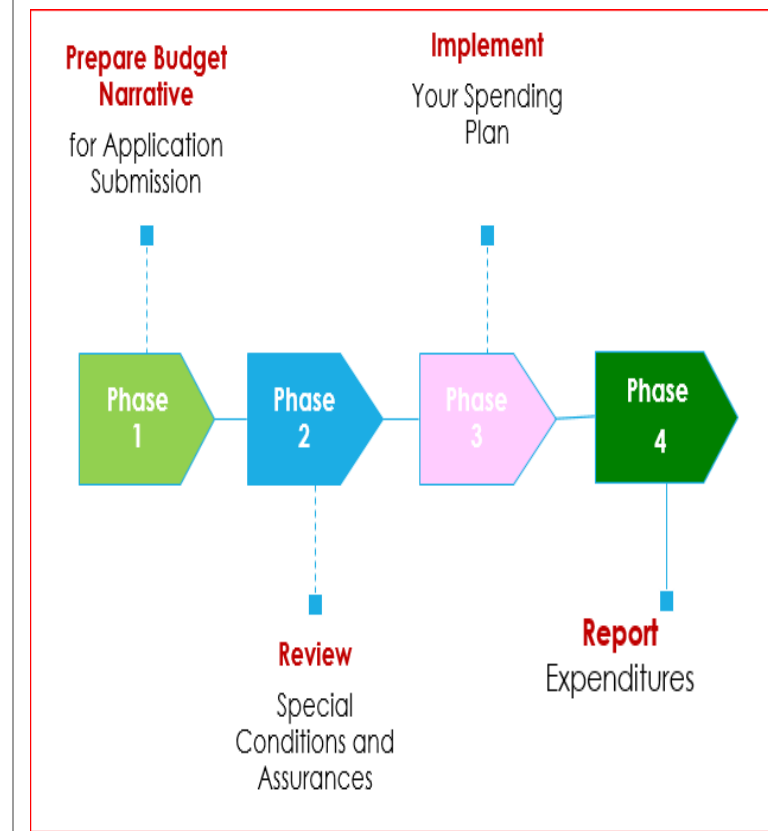 Prepare Budget
Narrative
for Application
Submission
Implement
Your Spending
Plan
Phase
1
Phase
2
Phase
3
Phase
4
Review
Special
Conditions and
Assurances
Report
Expenditures